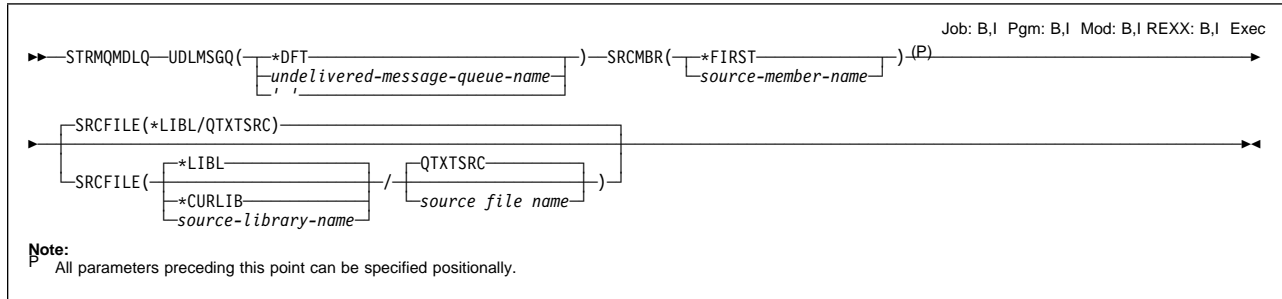 Job: B,I Pgm: B,I Mod: B,I REXX: B,I Exec
STRMQMDLQ UDLMSGQ( *DFT ) SRCMBR( *FIRST ) (P)
undelivered-message-queue-name source-member-name
' '
SRCFILE(*LIBL/QTXTSRC)
*LIBL QTXTSRC
SRCFILE( / )
*CURLIB source file name
source-library-name
Note:
P All parameters preceding this point can be specified positionally.